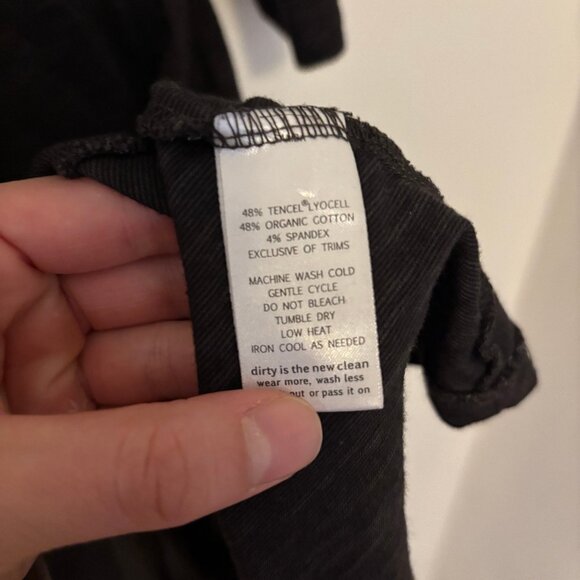 48% TENCEL® LYOCELL
48% ORGANIC COTTON
4% SPANDEX
EXCLUSIVE OF TRIMS
MACHINE WASH COLD
GENTLE CYCLE
DO NOT BLEACH
TUMBLE DRY
LOW HEAT
IRON COOL AS NEEDED
dirty is the new clean
wear more, wash less
out or pass it on